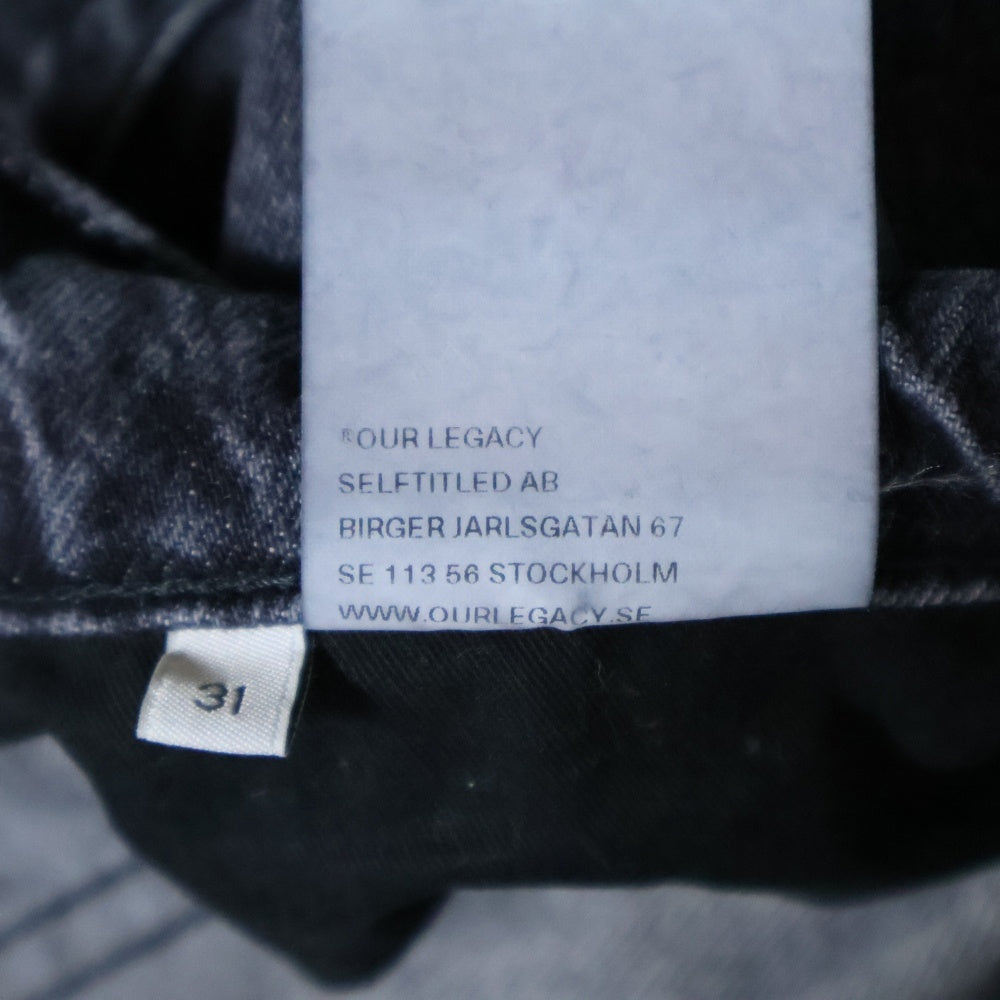 ®OUR LEGACY
SELFTITLED AB
BIRGER JARLSGATAN 67
SE 113 56 STOCKHOLM
WWW.OURLEGACY.SE
31